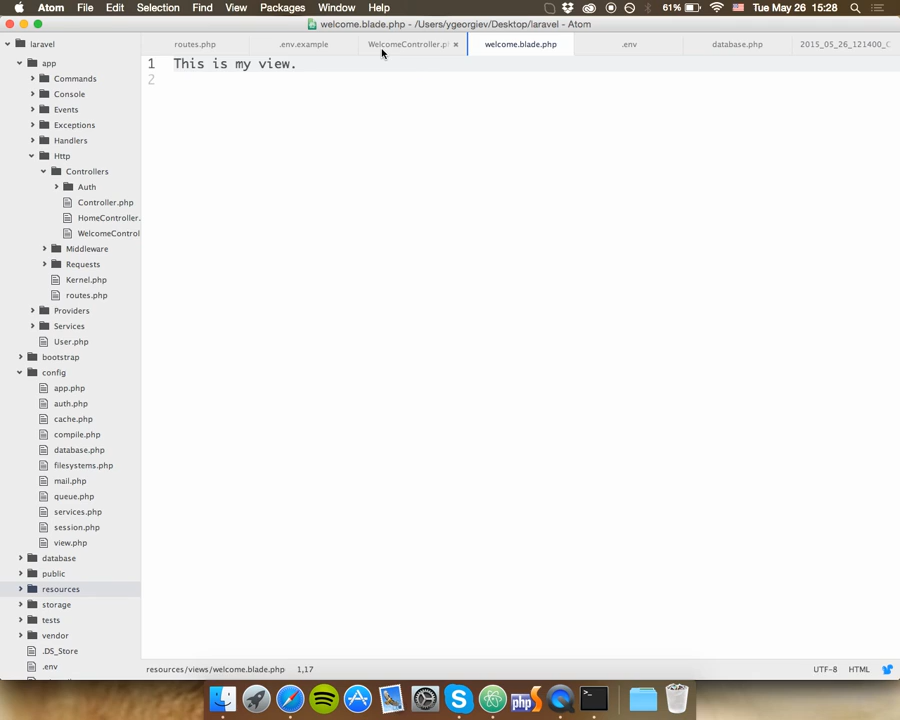 Atom File Edit View Selection Find Packages Window Help 61% Tue May 26 15:28
welcome.blade.php - /Users/ygeorgiev/Desktop/laravel - Atom
laravel
routes.php .env.example WelcomeController.p welcome.blade.php .env database.php 2015_05_26_121400_C
1 This is my view.
2
app
Commands
Console
Events
Exceptions
Handlers
Http
Controllers
Auth
Controller.php
HomeController.
WelcomeControl
Middleware
Requests
Kernel.php
routes.php
Providers
Services
User.php
bootstrap
config
app.php
auth.php
cache.php
compile.php
database.php
filesystems.php
mail.php
queue.php
services.php
session.php
view.php
database
public
resources
storage
tests
vendor
.DS_Store
.env
resources/views/welcome.blade.php 1,17 UTF-8 HTML
php